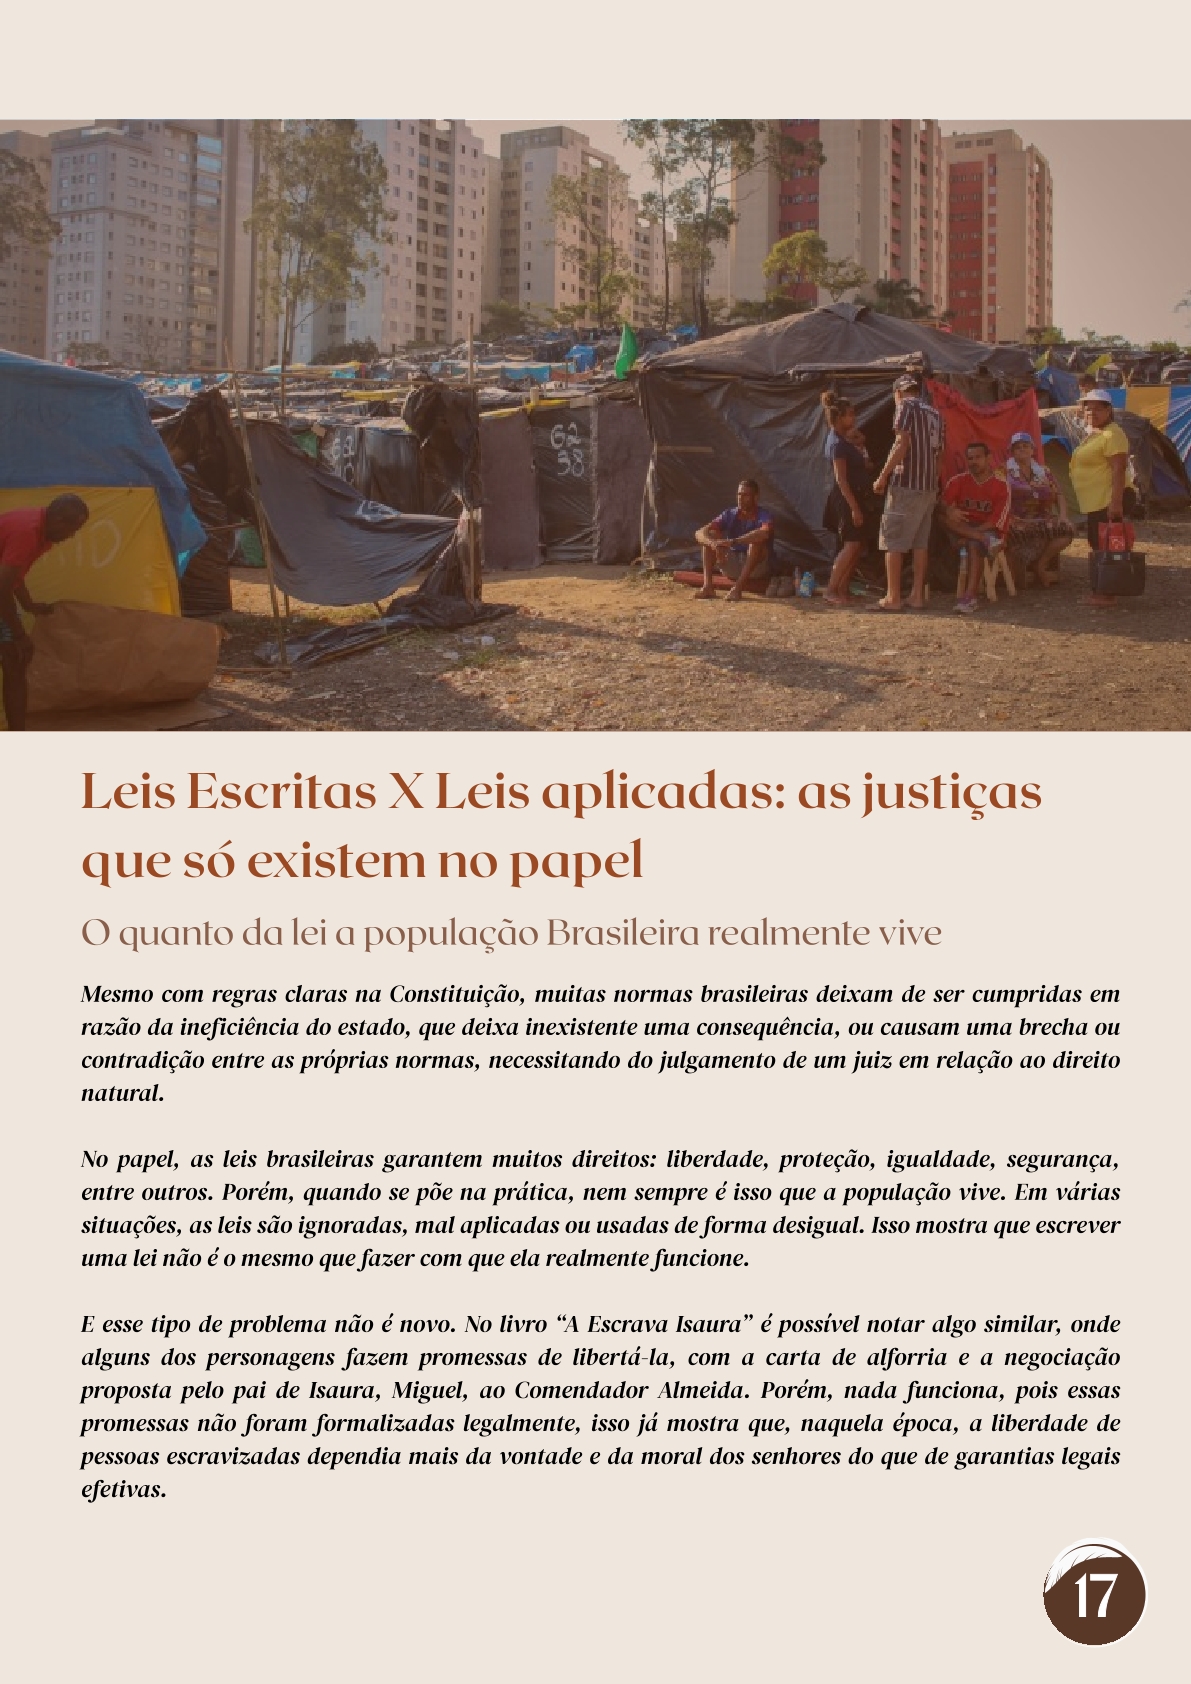 62
38
Leis Escritas X Leis aplicadas: as justiças
que só existem no papel
O quanto da lei a população Brasileira realmente vive
Mesmo com regras claras na Constituição, muitas normas brasileiras deixam de ser cumpridas em
razão da ineficiência do estado, que deixa inexistente uma consequência, ou causam uma brecha ou
contradição entre as próprias normas, necessitando do julgamento de um juiz em relação ao direito
natural.
No papel, as leis brasileiras garantem muitos direitos: liberdade, proteção, igualdade, segurança,
entre outros. Porém, quando se põe na prática, nem sempre é isso que a população vive. Em várias
situações, as leis são ignoradas, mal aplicadas ou usadas de forma desigual. Isso mostra que escrever
uma lei não é o mesmo que fazer com que ela realmente funcione.
E esse tipo de problema não é novo. No livro “A Escrava Isaura” é possível notar algo similar, onde
alguns dos personagens fazem promessas de libertá-la, com a carta de alforria e a negociação
proposta pelo pai de Isaura, Miguel, ao Comendador Almeida. Porém, nada funciona, pois essas
promessas não foram formalizadas legalmente, isso já mostra que, naquela época, a liberdade de
pessoas escravizadas dependia mais da vontade e da moral dos senhores do que de garantias legais
efetivas.
17